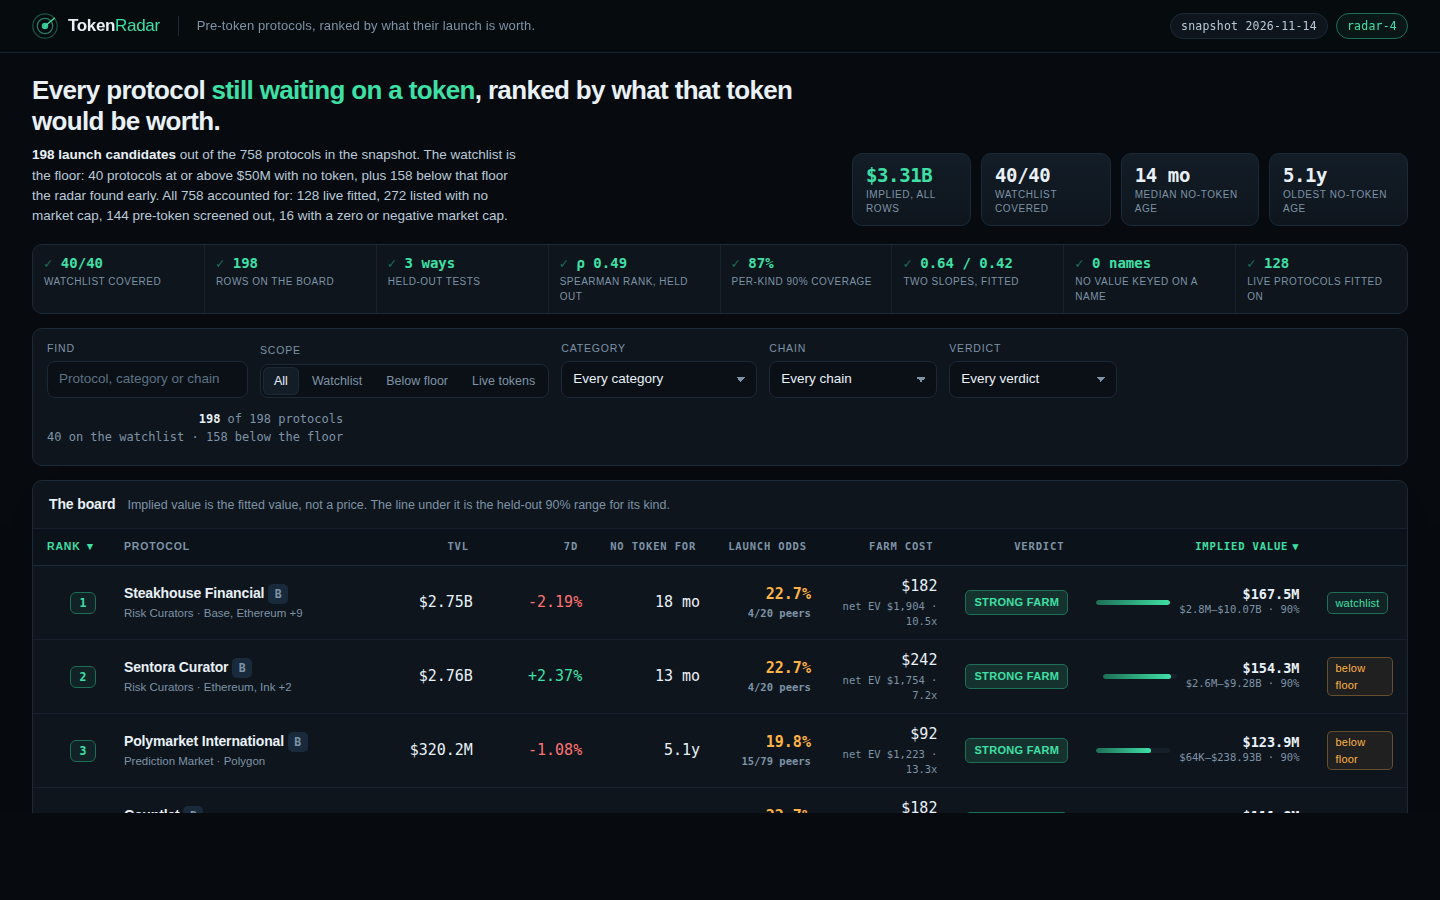 TokenRadar
Pre-token protocols, ranked by what their launch is worth.
snapshot 2026-11-14
radar-4
Every protocol still waiting on a token, ranked by what that token
would be worth.
198 launch candidates out of the 758 protocols in the snapshot. The watchlist is
the floor: 40 protocols at or above $50M with no token, plus 158 below that floor
the radar found early. All 758 accounted for: 128 live fitted, 272 listed with no
market cap, 144 pre-token screened out, 16 with a zero or negative market cap.
$3.31B
IMPLIED, ALL
ROWS
40/40
WATCHLIST
COVERED
14 mo
MEDIAN NO-TOKEN
AGE
5.1y
OLDEST NO-TOKEN
AGE
✓ 40/40
WATCHLIST COVERED
✓ 198
ROWS ON THE BOARD
✓ 3 ways
HELD-OUT TESTS
✓ ρ 0.49
SPEARMAN RANK, HELD
OUT
✓ 87%
PER-KIND 90% COVERAGE
✓ 0.64 / 0.42
TWO SLOPES, FITTED
✓ 0 names
NO VALUE KEYED ON A
NAME
✓ 128
LIVE PROTOCOLS FITTED
ON
FIND
Protocol, category or chain
SCOPE
All Watchlist Below floor Live tokens
CATEGORY
Every category
CHAIN
Every chain
VERDICT
Every verdict
198 of 198 protocols
40 on the watchlist · 158 below the floor
The board Implied value is the fitted value, not a price. The line under it is the held-out 90% range for its kind.
RANK ▼ PROTOCOL TVL 7D NO TOKEN FOR LAUNCH ODDS FARM COST VERDICT IMPLIED VALUE ▼
1
Steakhouse Financial B
Risk Curators · Base, Ethereum +9
$2.75B
-2.19%
18 mo
22.7%
4/20 peers
$182
net EV $1,904 ·
10.5x
STRONG FARM
$167.5M
$2.8M–$10.07B · 90%
watchlist
2
Sentora Curator B
Risk Curators · Ethereum, Ink +2
$2.76B
+2.37%
13 mo
22.7%
4/20 peers
$242
net EV $1,754 ·
7.2x
STRONG FARM
$154.3M
$2.6M–$9.28B · 90%
below
floor
3
Polymarket International B
Prediction Market · Polygon
$320.2M
-1.08%
5.1y
19.8%
15/79 peers
$92
net EV $1,223 ·
13.3x
STRONG FARM
$123.9M
$64K–$238.93B · 90%
below
floor
$182